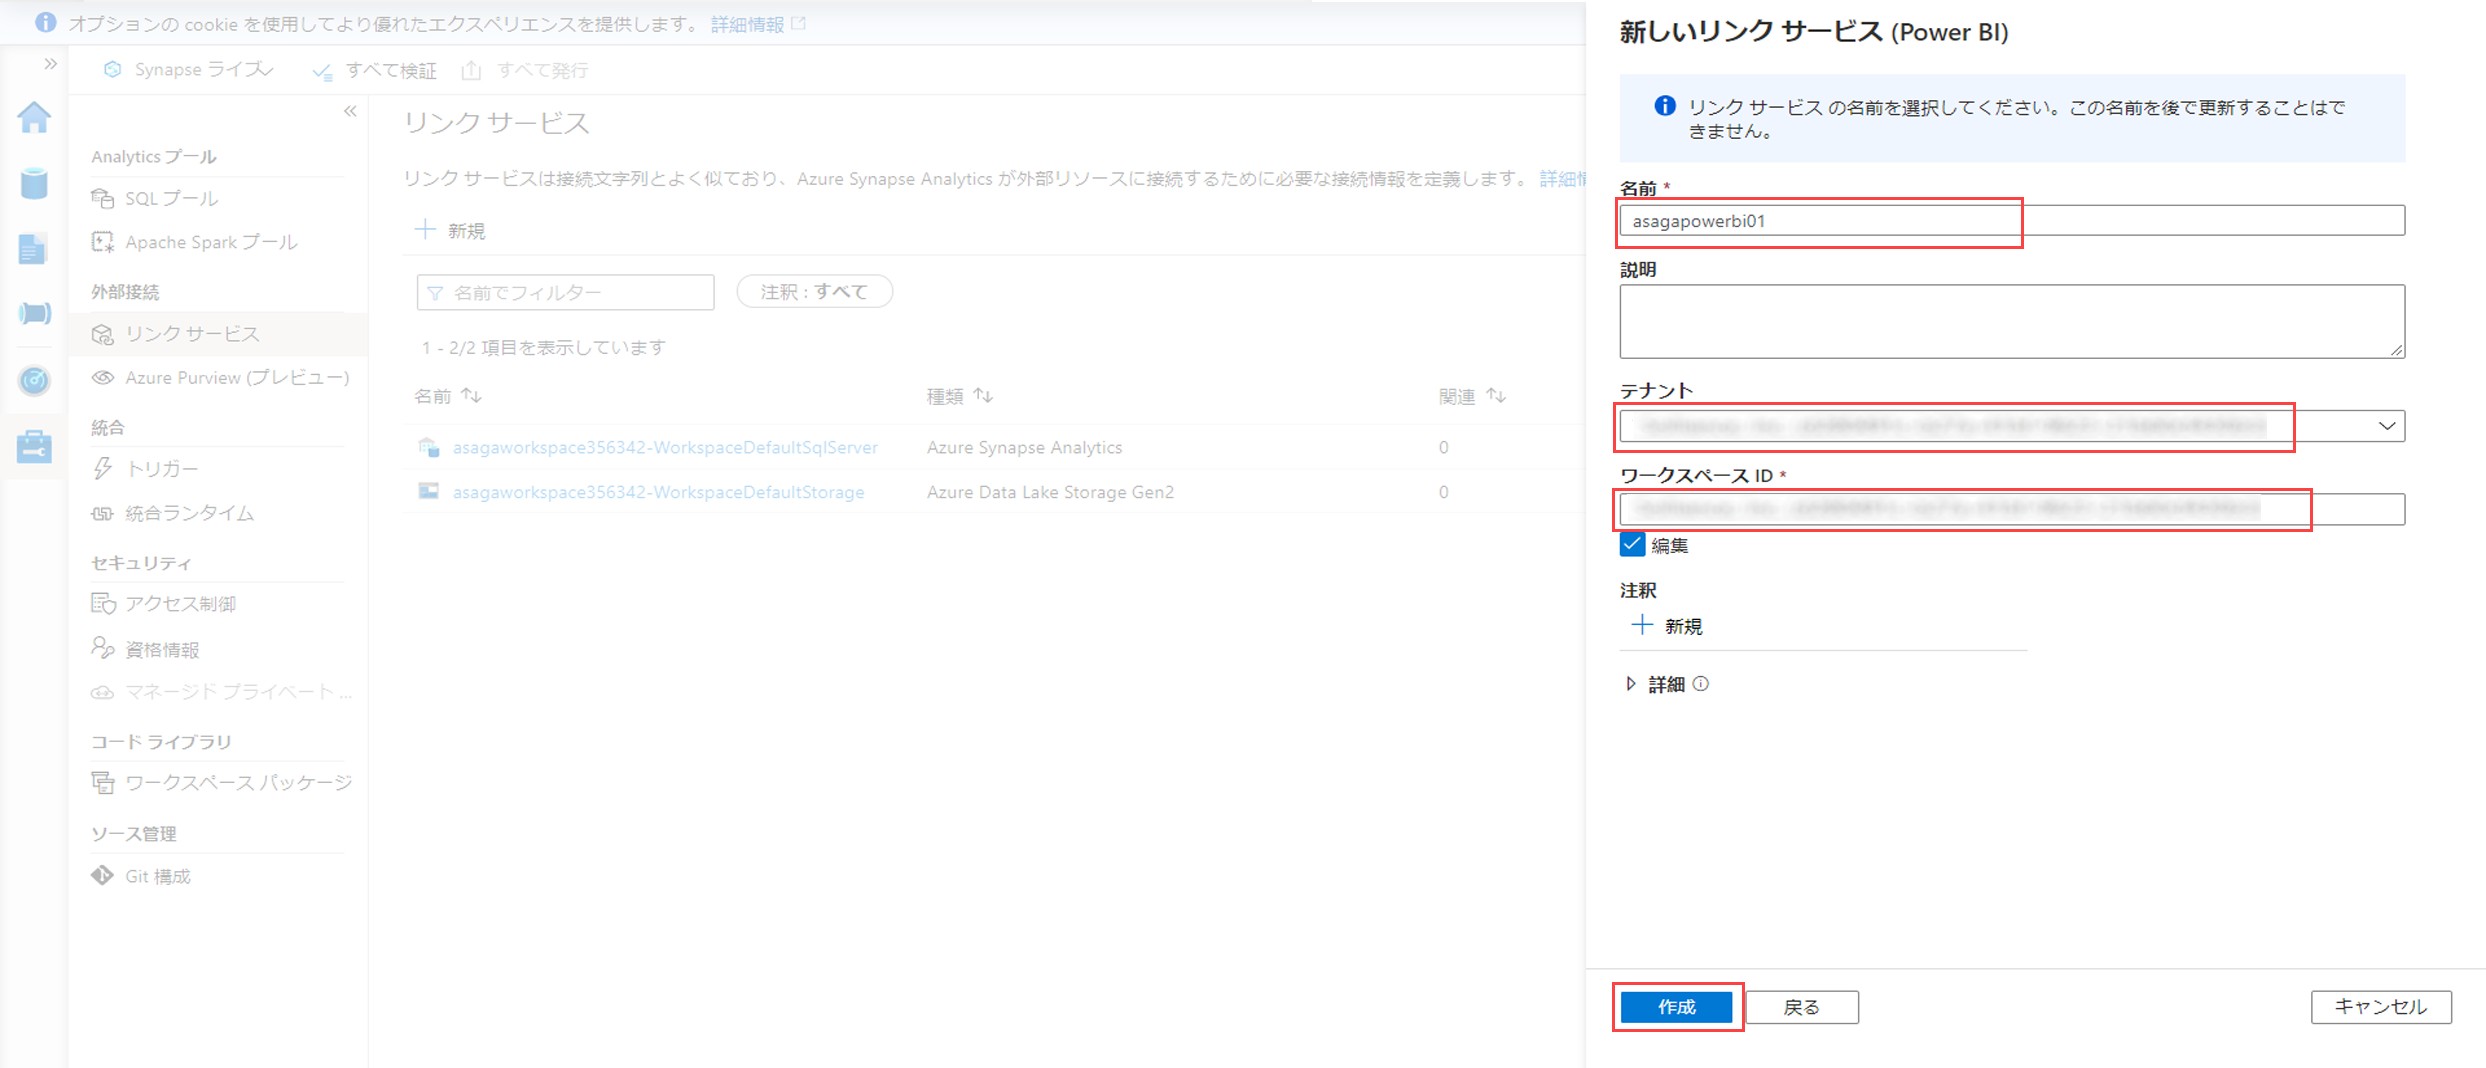 オプションの cookie を使用してより優れたエクスペリエンスを提供します。 詳細情報
Synapse ライブ
すべて検証
すべて発行
Analytics プール
SQL プール
Apache Spark プール
外部接続
リンク サービス
Azure Purview (プレビュー)
統合
トリガー
統合ランタイム
セキュリティ
アクセス制御
資格情報
マネージド プライベート ...
コード ライブラリ
ワークスペース パッケージ
ソース管理
Git 構成
リンク サービス
リンク サービスは接続文字列とよく似ており、Azure Synapse Analytics が外部リソースに接続するために必要な接続情報を定義します。 詳細
新規
名前でフィルター
注釈 : すべて
1 - 2/2 項目を表示しています
名前 種類 関連
asagaworkspace356342-WorkspaceDefaultSqlServer Azure Synapse Analytics 0
asagaworkspace356342-WorkspaceDefaultStorage Azure Data Lake Storage Gen2 0
新しいリンク サービス (Power BI)
リンク サービス の名前を選択してください。この名前を後で更新することはで
きません。
名前 *
asagapowerbi01
説明
テナント
ワークスペース ID *
編集
注釈
新規
詳細
作成
戻る
キャンセル